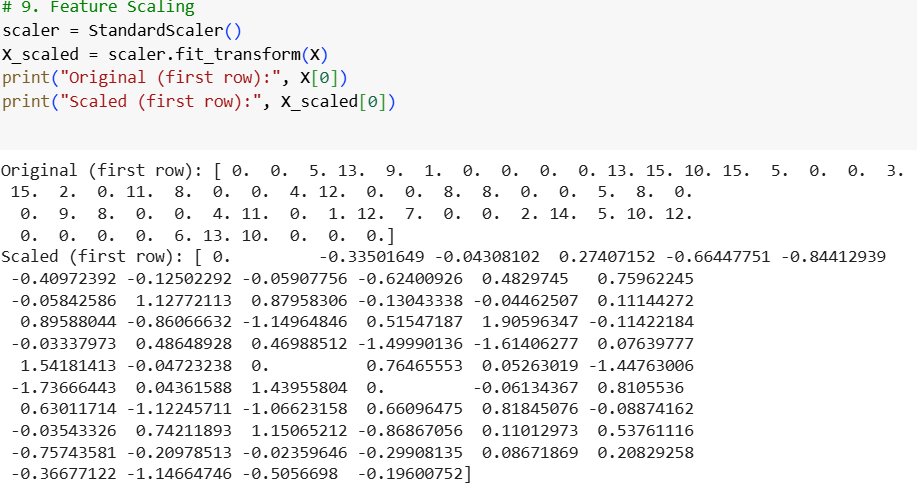 # 9. Feature Scaling
scaler = StandardScaler()
X_scaled = scaler.fit_transform(X)
print("Original (first row):", X[0])
print("Scaled (first row):", X_scaled[0])
Original (first row): [ 0.  0.  5. 13.  9.  1.  0.  0.  0.  0. 13. 15. 10. 15.  5.  0.  0.  3.
 15.  2.  0. 11.  8.  0.  0.  4. 12.  0.  0.  8.  8.  0.  0.  5.  8.  0.
  0.  9.  8.  0.  0.  4. 11.  0.  1. 12.  7.  0.  0.  2. 14.  5. 10. 12.
  0.  0.  0.  0.  6. 13. 10.  0.  0.  0.]
Scaled (first row): [ 0.         -0.33501649 -0.04308102  0.27407152 -0.66447751 -0.84412939
 -0.40972392 -0.12502292 -0.05907756 -0.62400926  0.4829745   0.75962245
 -0.05842586  1.12772113  0.87958306 -0.13043338 -0.04462507  0.11144272
  0.89588044 -0.86066632 -1.14964846  0.51547187  1.90596347 -0.11422184
 -0.03337973  0.48648928  0.46988512 -1.49990136 -1.61406277  0.07639777
  1.54181413 -0.04723238  0.          0.76465553  0.05263019 -1.44763006
 -1.73666443  0.04361588  1.43955804  0.         -0.06134367  0.8105536
  0.63011714 -1.12245711 -1.06623158  0.66096475  0.81845076 -0.08874162
 -0.03543326  0.74211893  1.15065212 -0.86867056  0.11012973  0.53761116
 -0.75743581 -0.20978513 -0.02359646 -0.29908135  0.08671869  0.20829258
 -0.36677122 -1.14664746 -0.5056698  -0.19600752]